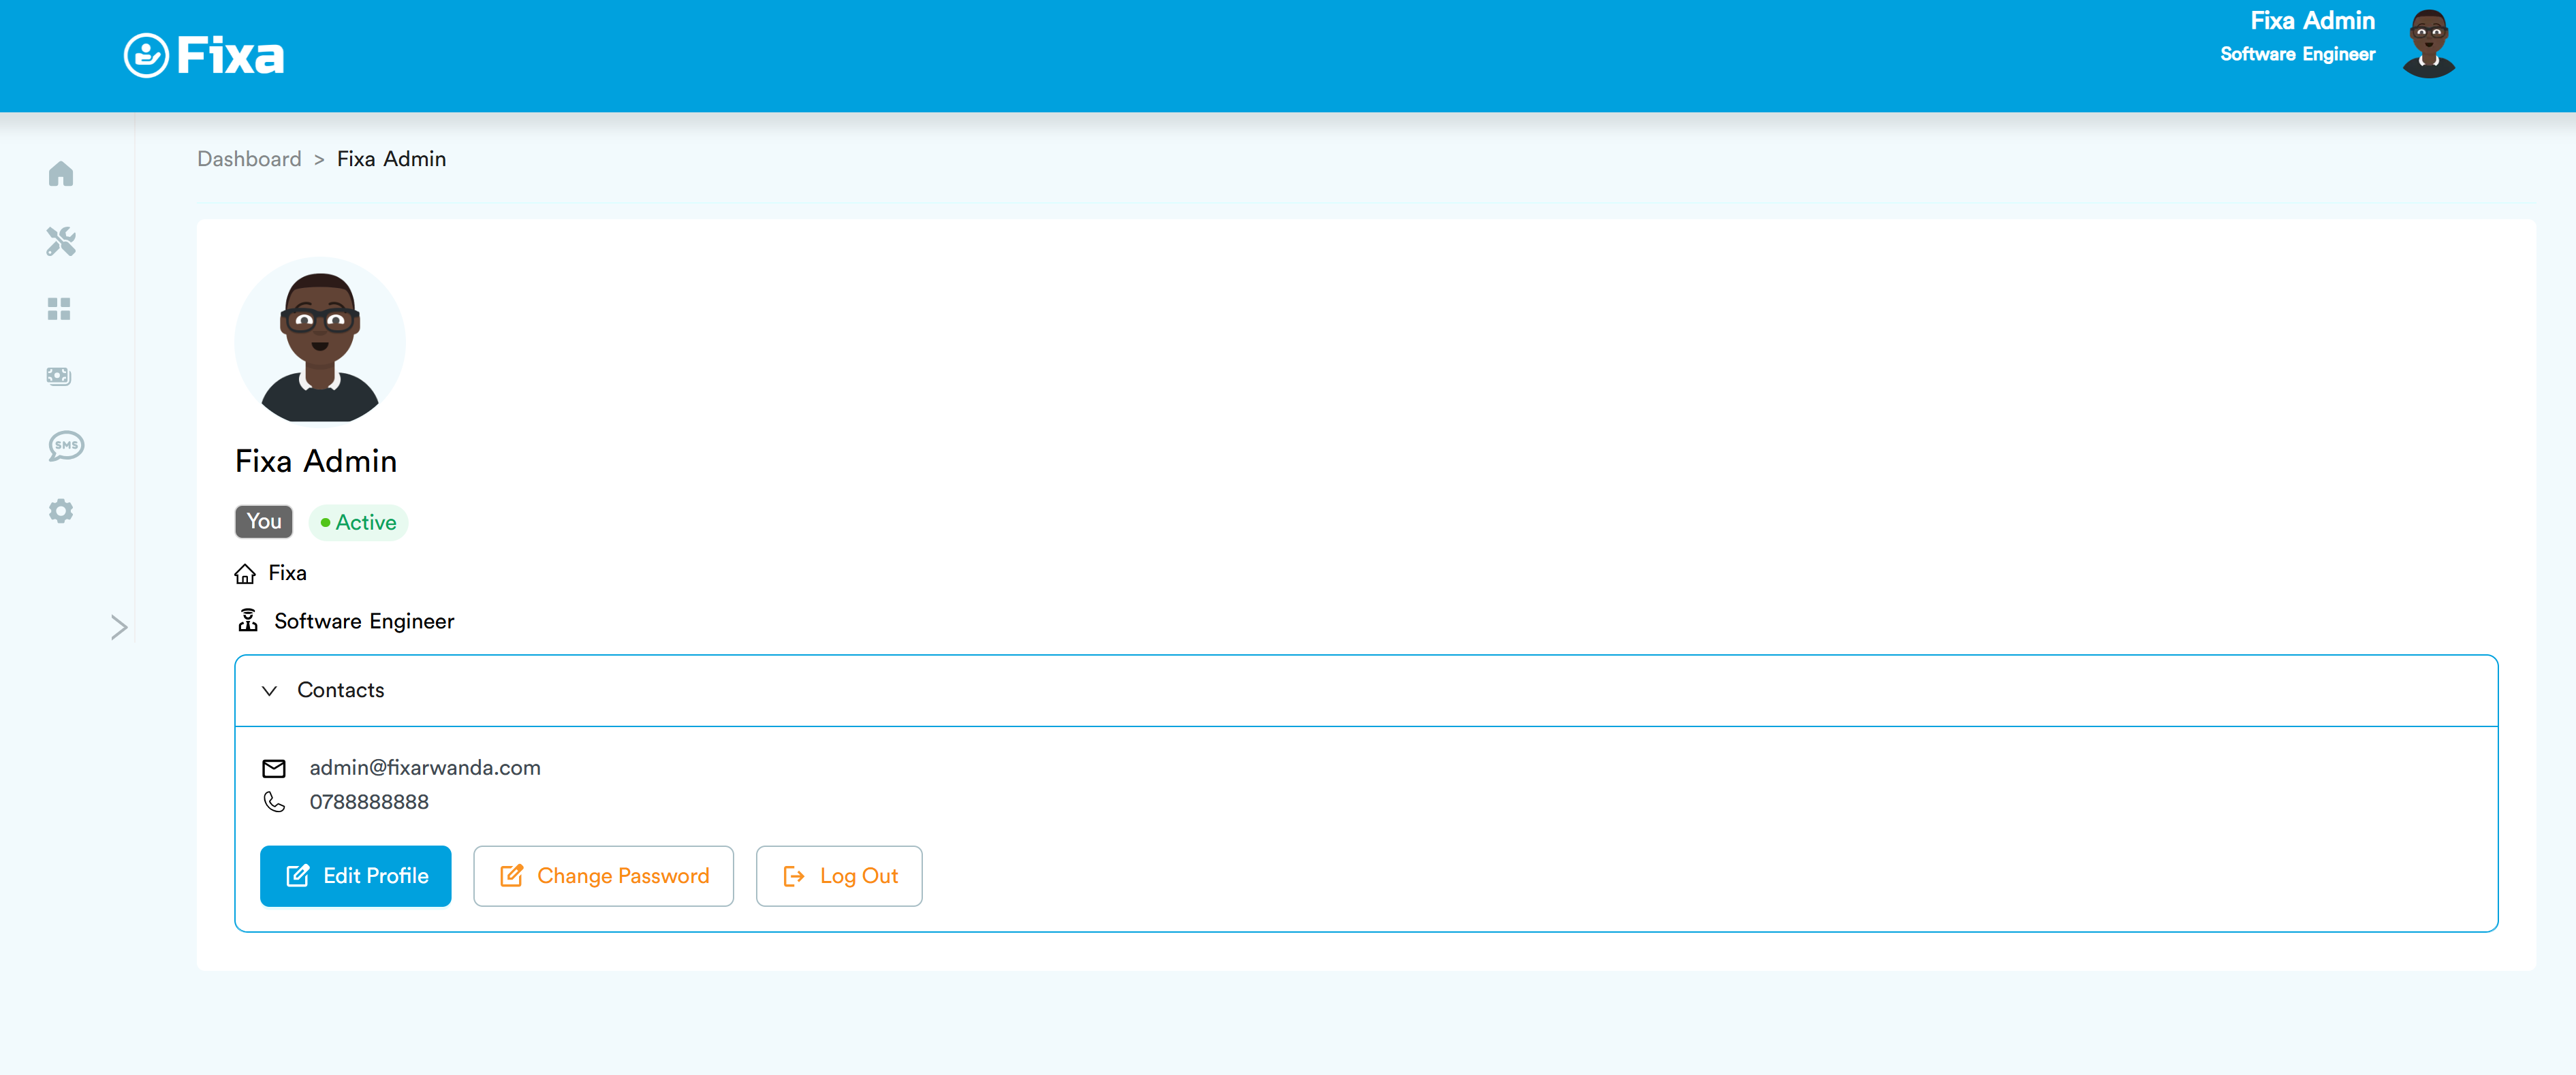 Fixa
Fixa Admin
Software Engineer
Dashboard > Fixa Admin
SMS
Fixa Admin
You
Active
Fixa
Software Engineer
Contacts
admin@fixarwanda.com
0788888888
Edit Profile
Change Password
Log Out